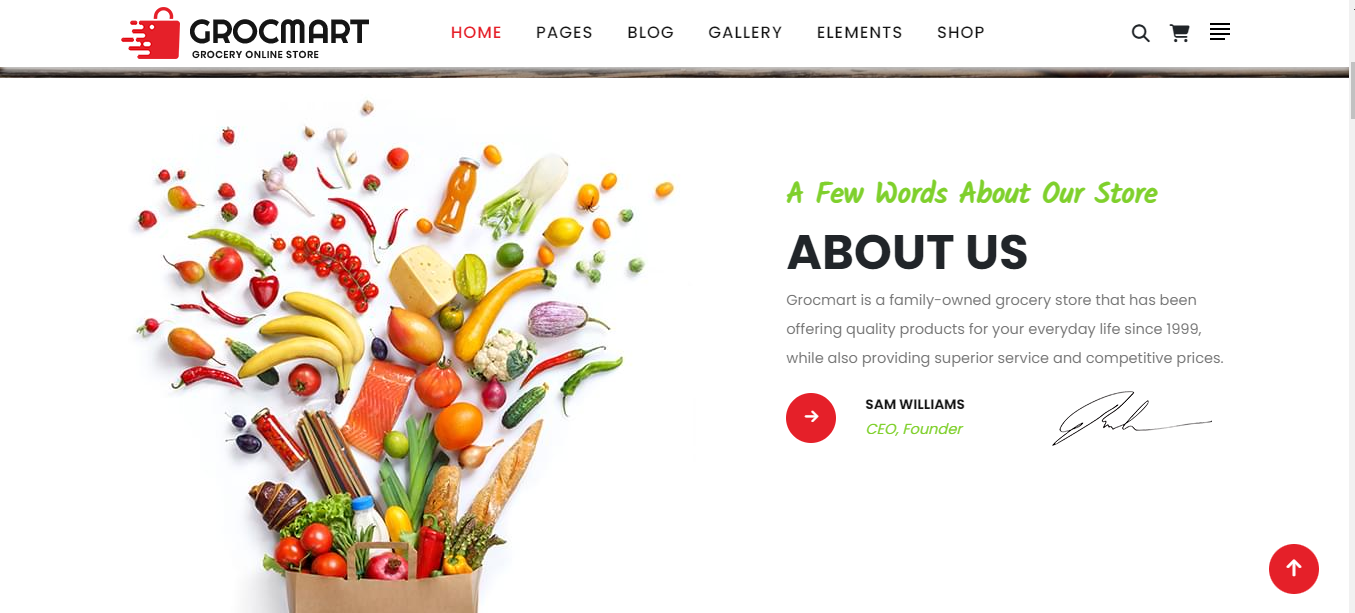 GROCMART
GROCERY ONLINE STORE
HOME PAGES BLOG GALLERY ELEMENTS SHOP
A Few Words About Our Store
ABOUT US
Grocmart is a family-owned grocery store that has been
offering quality products for your everyday life since 1999,
while also providing superior service and competitive prices.
SAM WILLIAMS
CEO, Founder